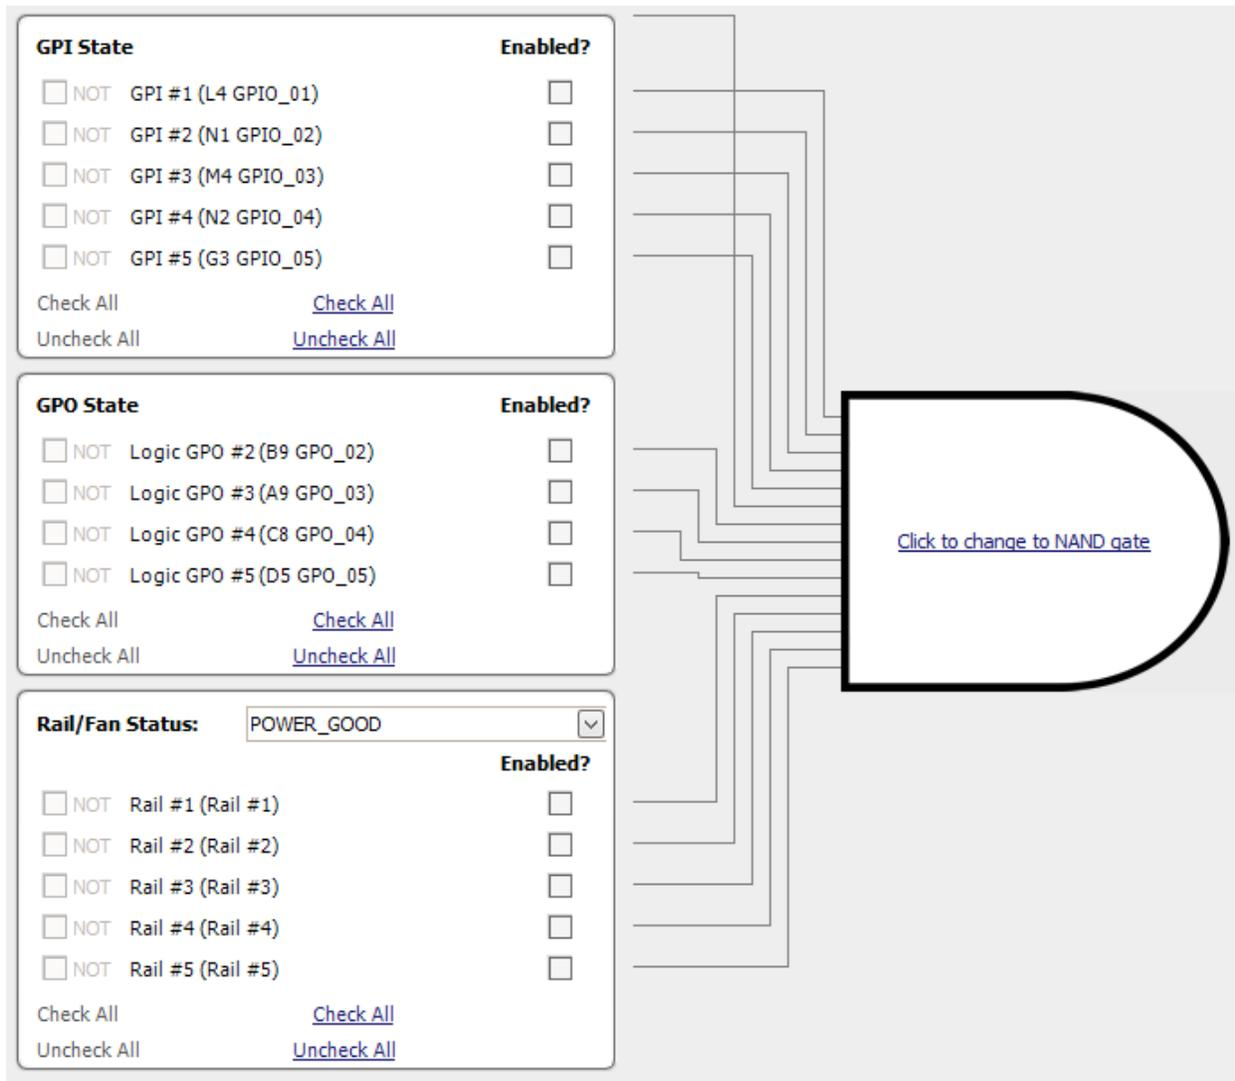 GPI State Enabled?
NOT GPI #1 (L4 GPIO_01)
NOT GPI #2 (N1 GPIO_02)
NOT GPI #3 (M4 GPIO_03)
NOT GPI #4 (N2 GPIO_04)
NOT GPI #5 (G3 GPIO_05)
Check All Check All
Uncheck All Uncheck All
GPO State Enabled?
NOT Logic GPO #2 (B9 GPO_02)
NOT Logic GPO #3 (A9 GPO_03)
NOT Logic GPO #4 (C8 GPO_04)
NOT Logic GPO #5 (D5 GPO_05)
Check All Check All
Uncheck All Uncheck All
Rail/Fan Status: POWER_GOOD
Enabled?
NOT Rail #1 (Rail #1)
NOT Rail #2 (Rail #2)
NOT Rail #3 (Rail #3)
NOT Rail #4 (Rail #4)
NOT Rail #5 (Rail #5)
Check All Check All
Uncheck All Uncheck All
Click to change to NAND gate